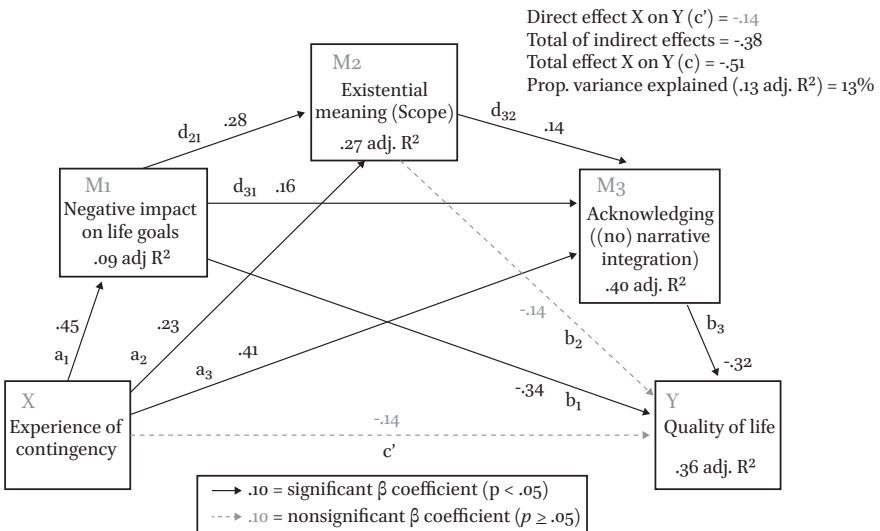 Direct effect X on Y (c’) = -.14
Total of indirect effects = -.38
Total effect X on Y (c) = -.51
Prop. variance explained (.13 adj. R²) = 13%
M2
Existential
meaning (Scope)
.27 adj. R²
d₂₁ .28
d₃₂ .14
M1
Negative impact
on life goals
.09 adj R²
d₃₁ .16
M3
Acknowledging
((no) narrative
integration)
.40 adj. R²
.45
a₁
.23
a₂
.41
a₃
-.14
b₂
b₃
-.32
-.34
b₁
X
Experience of
contingency
-.14
c’
Y
Quality of life
.36 adj. R²
.10 = significant β coefficient (p < .05)
.10 = nonsignificant β coefficient (p ≥ .05)